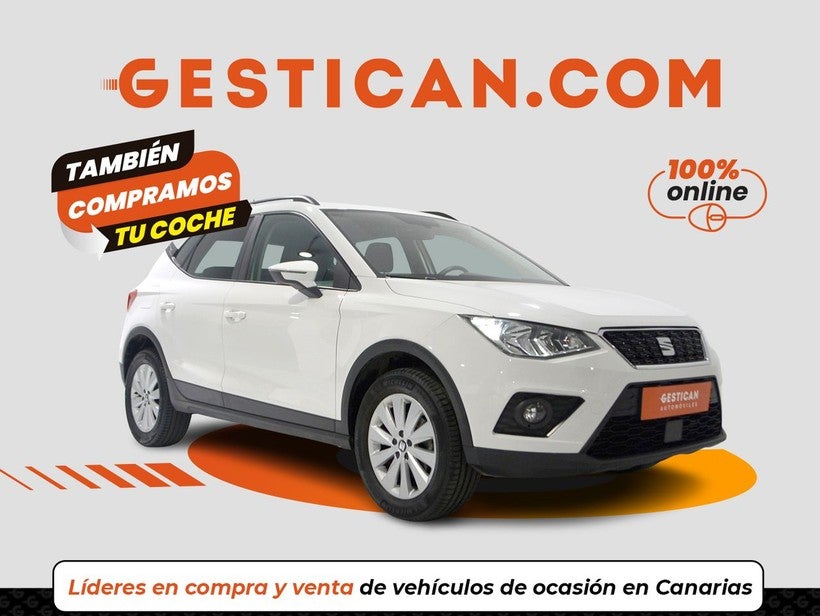 GESTICAN.COM
TAMBIÉN
COMPRAMOS
TU COCHE
100%
online
GESTICAN
AUTOMÓVILES
Líderes en compra y venta de vehículos de ocasión en Canarias